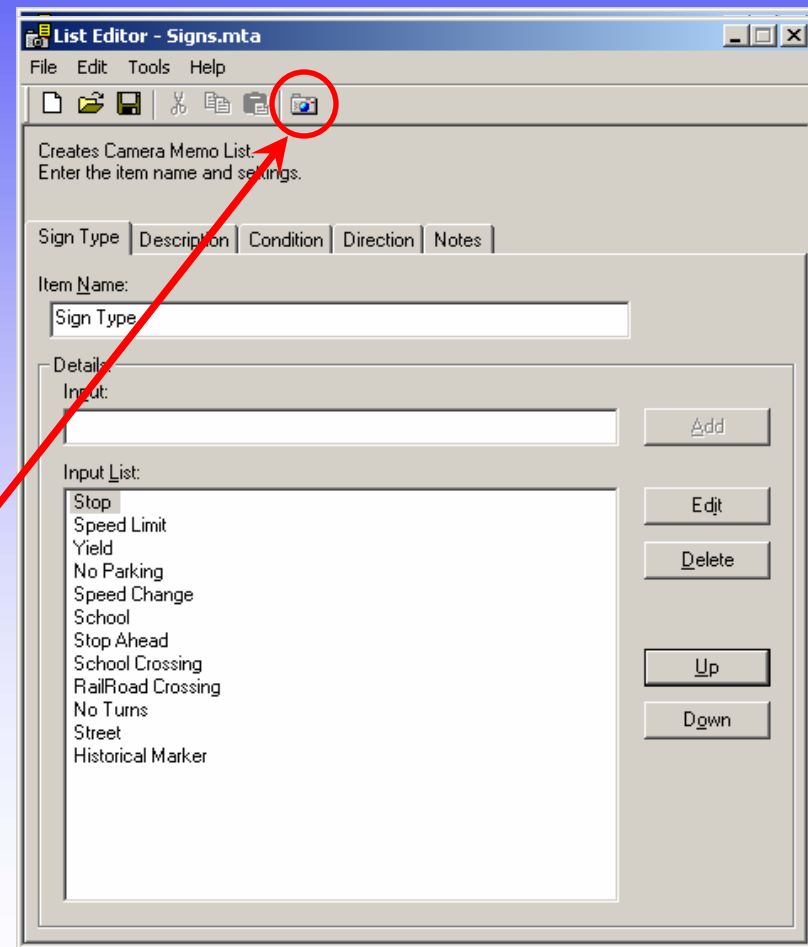 List Editor - Signs.mta
File Edit Tools Help
Creates Camera Memo List.
Enter the item name and settings.
Sign Type Description Condition Direction Notes
Item Name:
Sign Type
Details:
Input:
Add
Input List:
Stop
Speed Limit
Yield
No Parking
Speed Change
School
Stop Ahead
School Crossing
RailRoad Crossing
No Turns
Street
Historical Marker
Edit
Delete
Up
Down